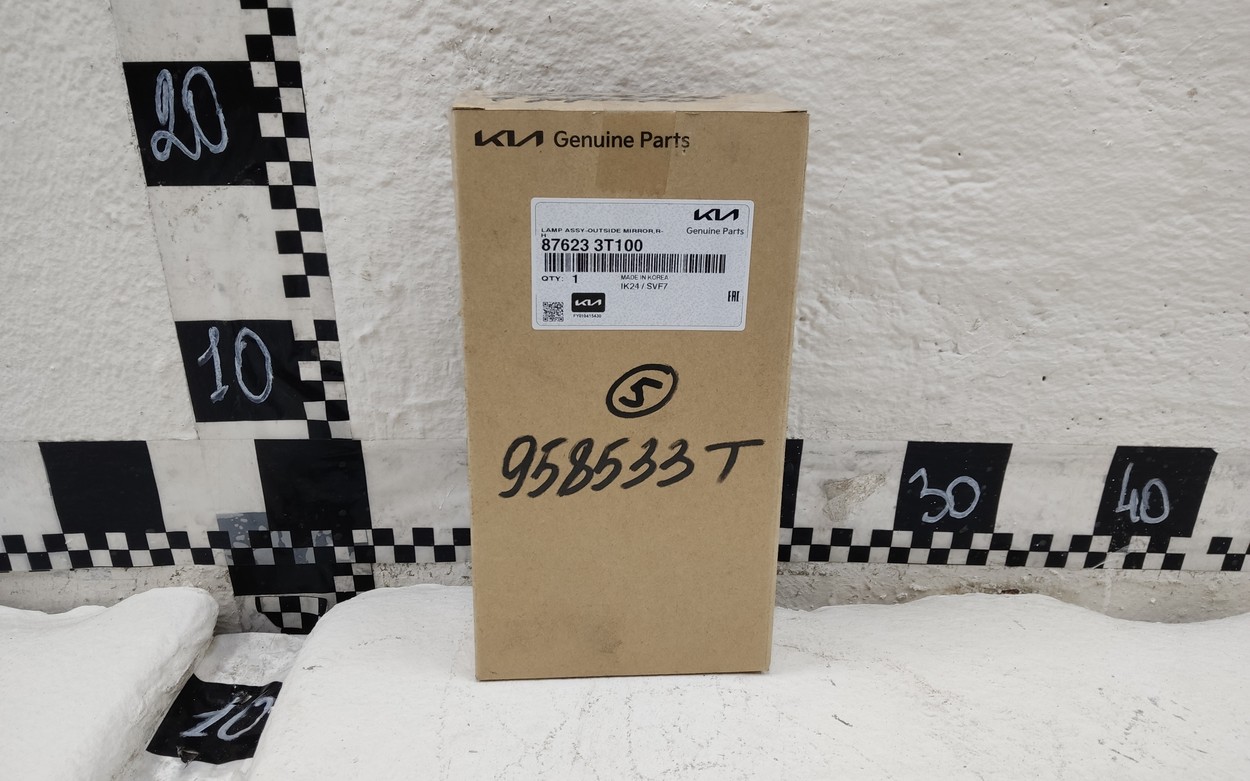 20
KIA Genuine Parts
KIA
Genuine Parts
LAMP ASSY-OUTSIDE MIRROR,R-
H
87623 3T100
QTY: 1
MADE IN KOREA
IK24 / SVF7
KIA
EAC
10
5
958533T
30
40
10